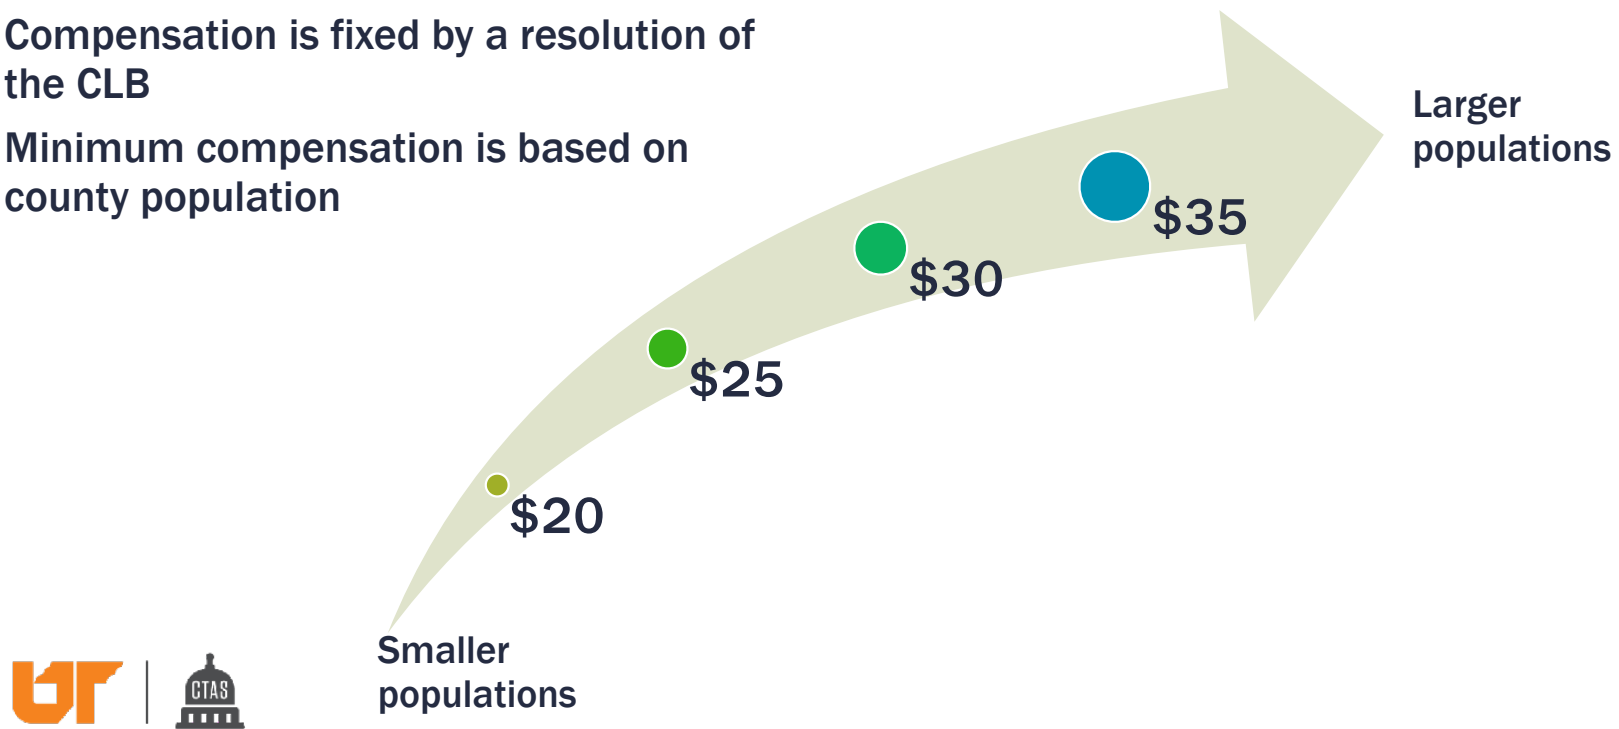 Compensation is fixed by a resolution of
the CLB
Minimum compensation is based on
county population
Larger
populations
$35
$30
$25
$20
Smaller
populations
UT
CTAS